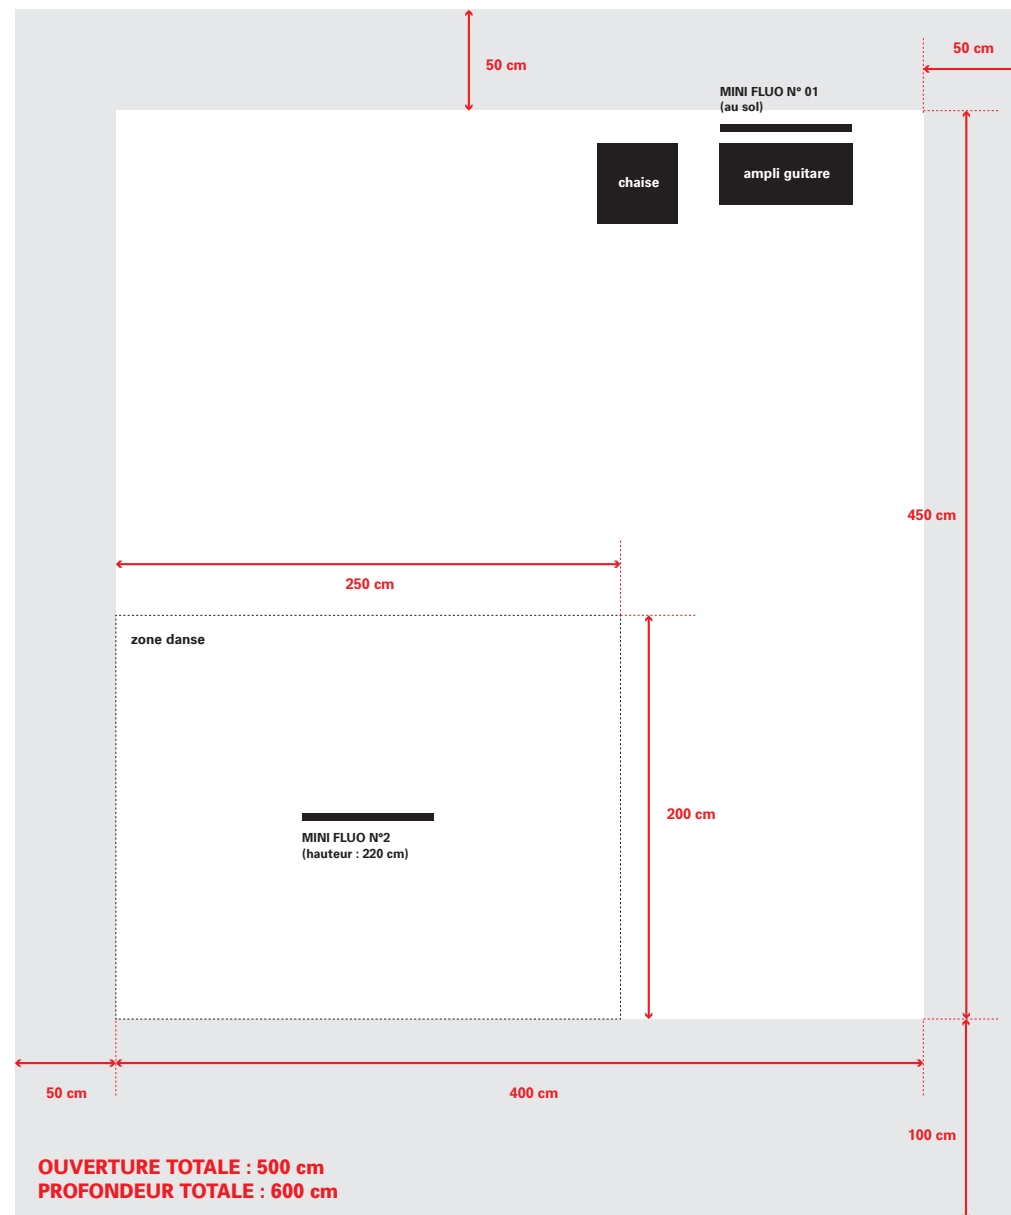 50 cm
50 cm
MINI FLUO N° 01
(au sol)
chaise
ampli guitare
450 cm
250 cm
zone danse
200 cm
MINI FLUO N°2
(hauteur : 220 cm)
50 cm
400 cm
100 cm
OUVERTURE TOTALE : 500 cm
PROFONDEUR TOTALE : 600 cm